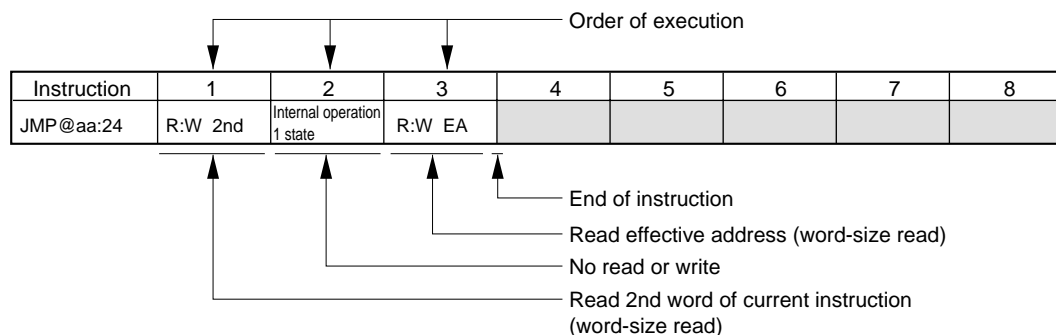 Order of execution
Instruction 1 2 3 4 5 6 7 8
JMP@aa:24 R:W 2nd Internal operation 1 state R:W EA
End of instruction
Read effective address (word-size read)
No read or write
Read 2nd word of current instruction
(word-size read)